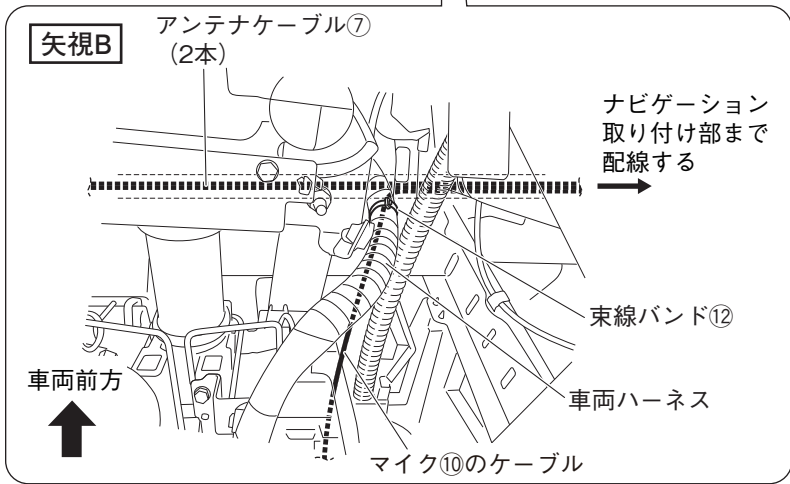 矢視B
アンテナケーブル⑦
（2本）
ナビゲーション
取り付け部まで
配線する
束線バンド⑫
車両前方
車両ハーネス
マイク⑩のケーブル